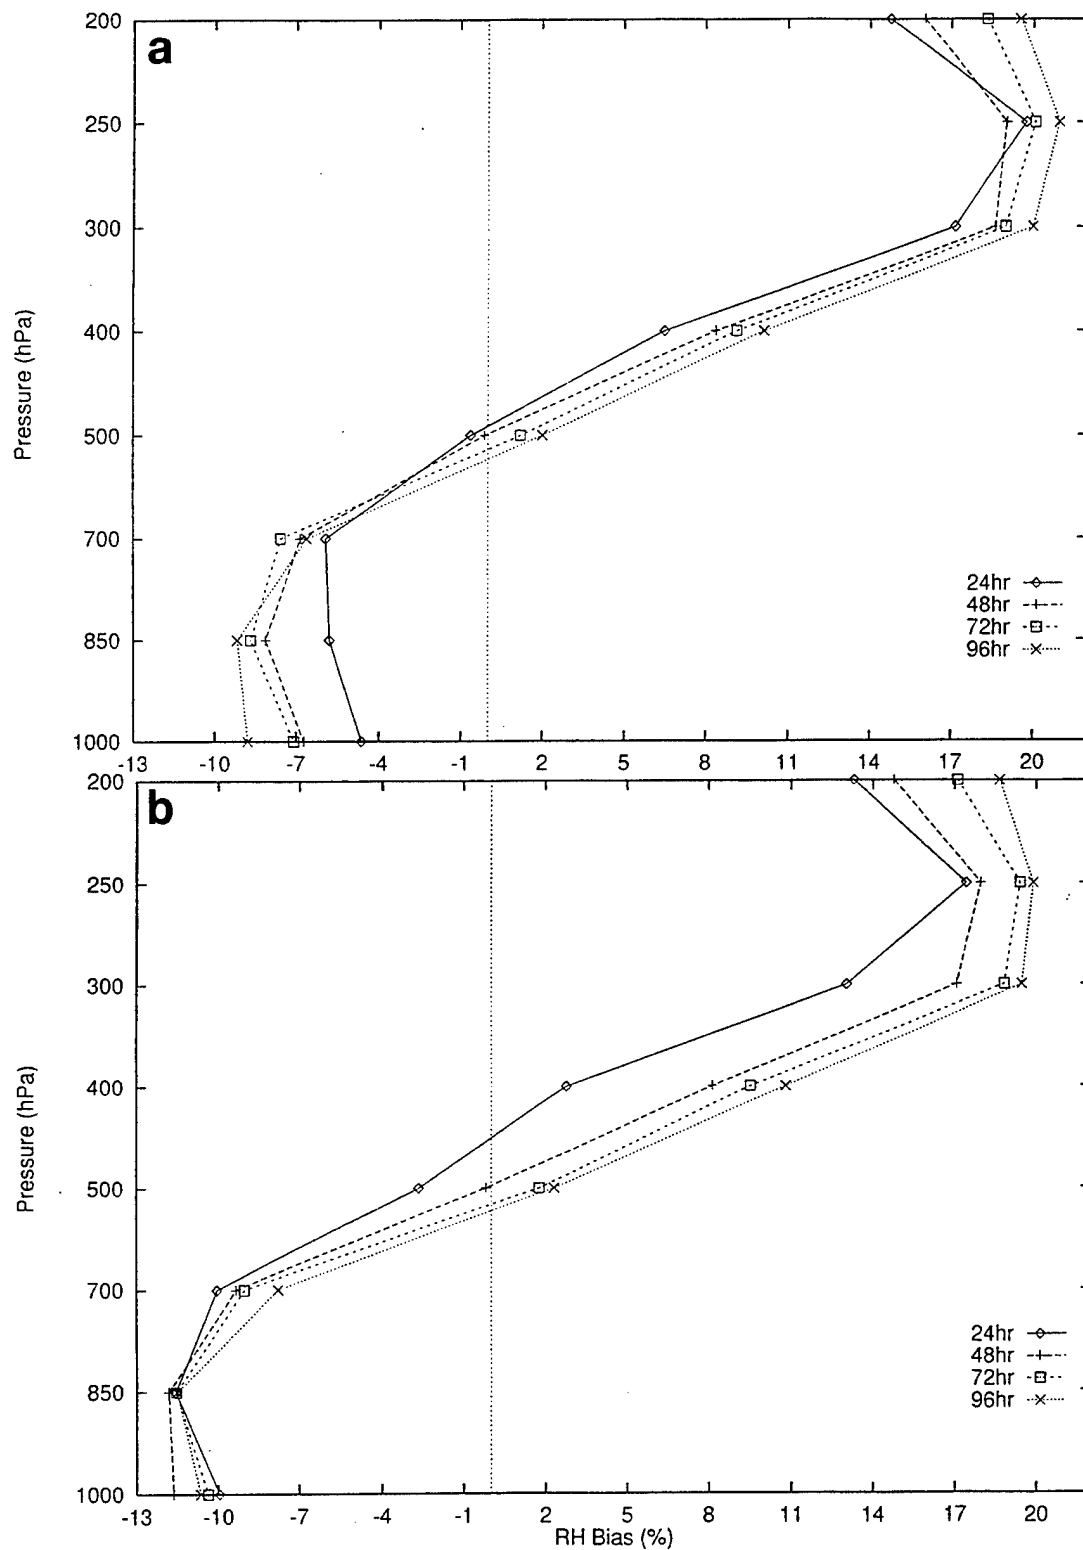 a
200
250
300
400
500
700
850
1000
Pressure (hPa)
24hr
48hr
72hr
96hr
-13 -10 -7 -4 -1 2 5 8 11 14 17 20
b
200
250
300
400
500
700
850
1000
Pressure (hPa)
24hr
48hr
72hr
96hr
-13 -10 -7 -4 -1 2 5 8 11 14 17 20
RH Bias (%)